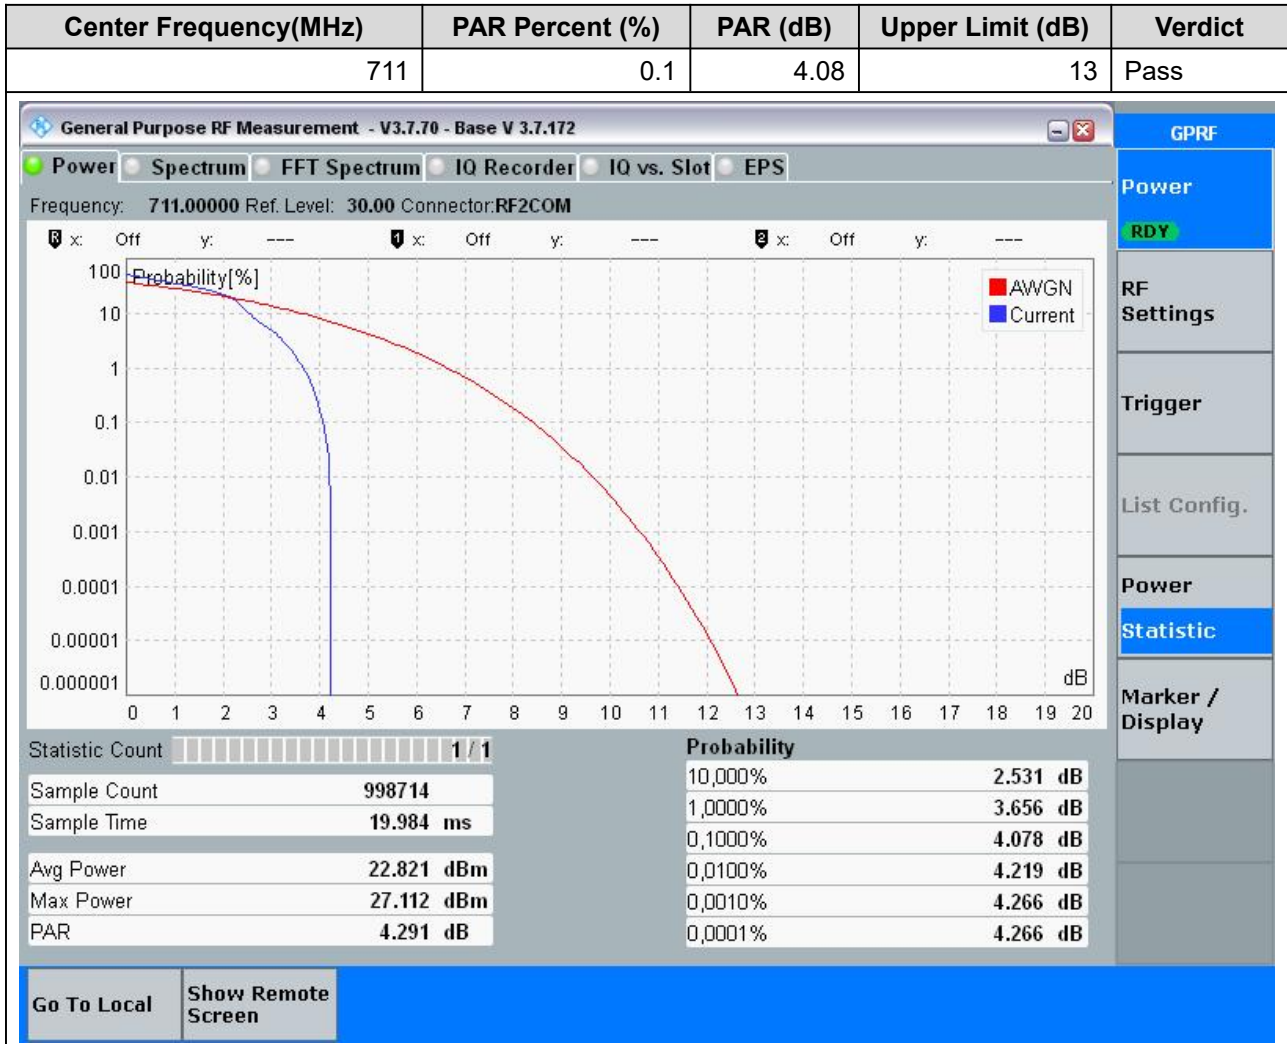 Center Frequency(MHz) PAR Percent (%) PAR (dB) Upper Limit (dB) Verdict
711 0.1 4.08 13 Pass
General Purpose RF Measurement - V3.7.70 - Base V 3.7.172
GPRF
Power Spectrum FFT Spectrum IQ Recorder IQ vs. Slot EPS
Power
RDY
Frequency: 711.00000 Ref. Level: 30.00 Connector:RF2COM
R x: Off y: --- 1 x: Off y: --- 2 x: Off y: ---
Probability[%]
AWGN
Current
100
10
1
0.1
0.01
0.001
0.0001
0.00001
0.000001
dB
0 1 2 3 4 5 6 7 8 9 10 11 12 13 14 15 16 17 18 19 20
RF
Settings
Trigger
List Config.
Power
Statistic
Marker /
Display
Statistic Count 1 / 1
Sample Count 998714
Sample Time 19.984 ms
Avg Power 22.821 dBm
Max Power 27.112 dBm
PAR 4.291 dB
Probability
10,000% 2.531 dB
1,0000% 3.656 dB
0,1000% 4.078 dB
0,0100% 4.219 dB
0,0010% 4.266 dB
0,0001% 4.266 dB
Go To Local
Show Remote
Screen